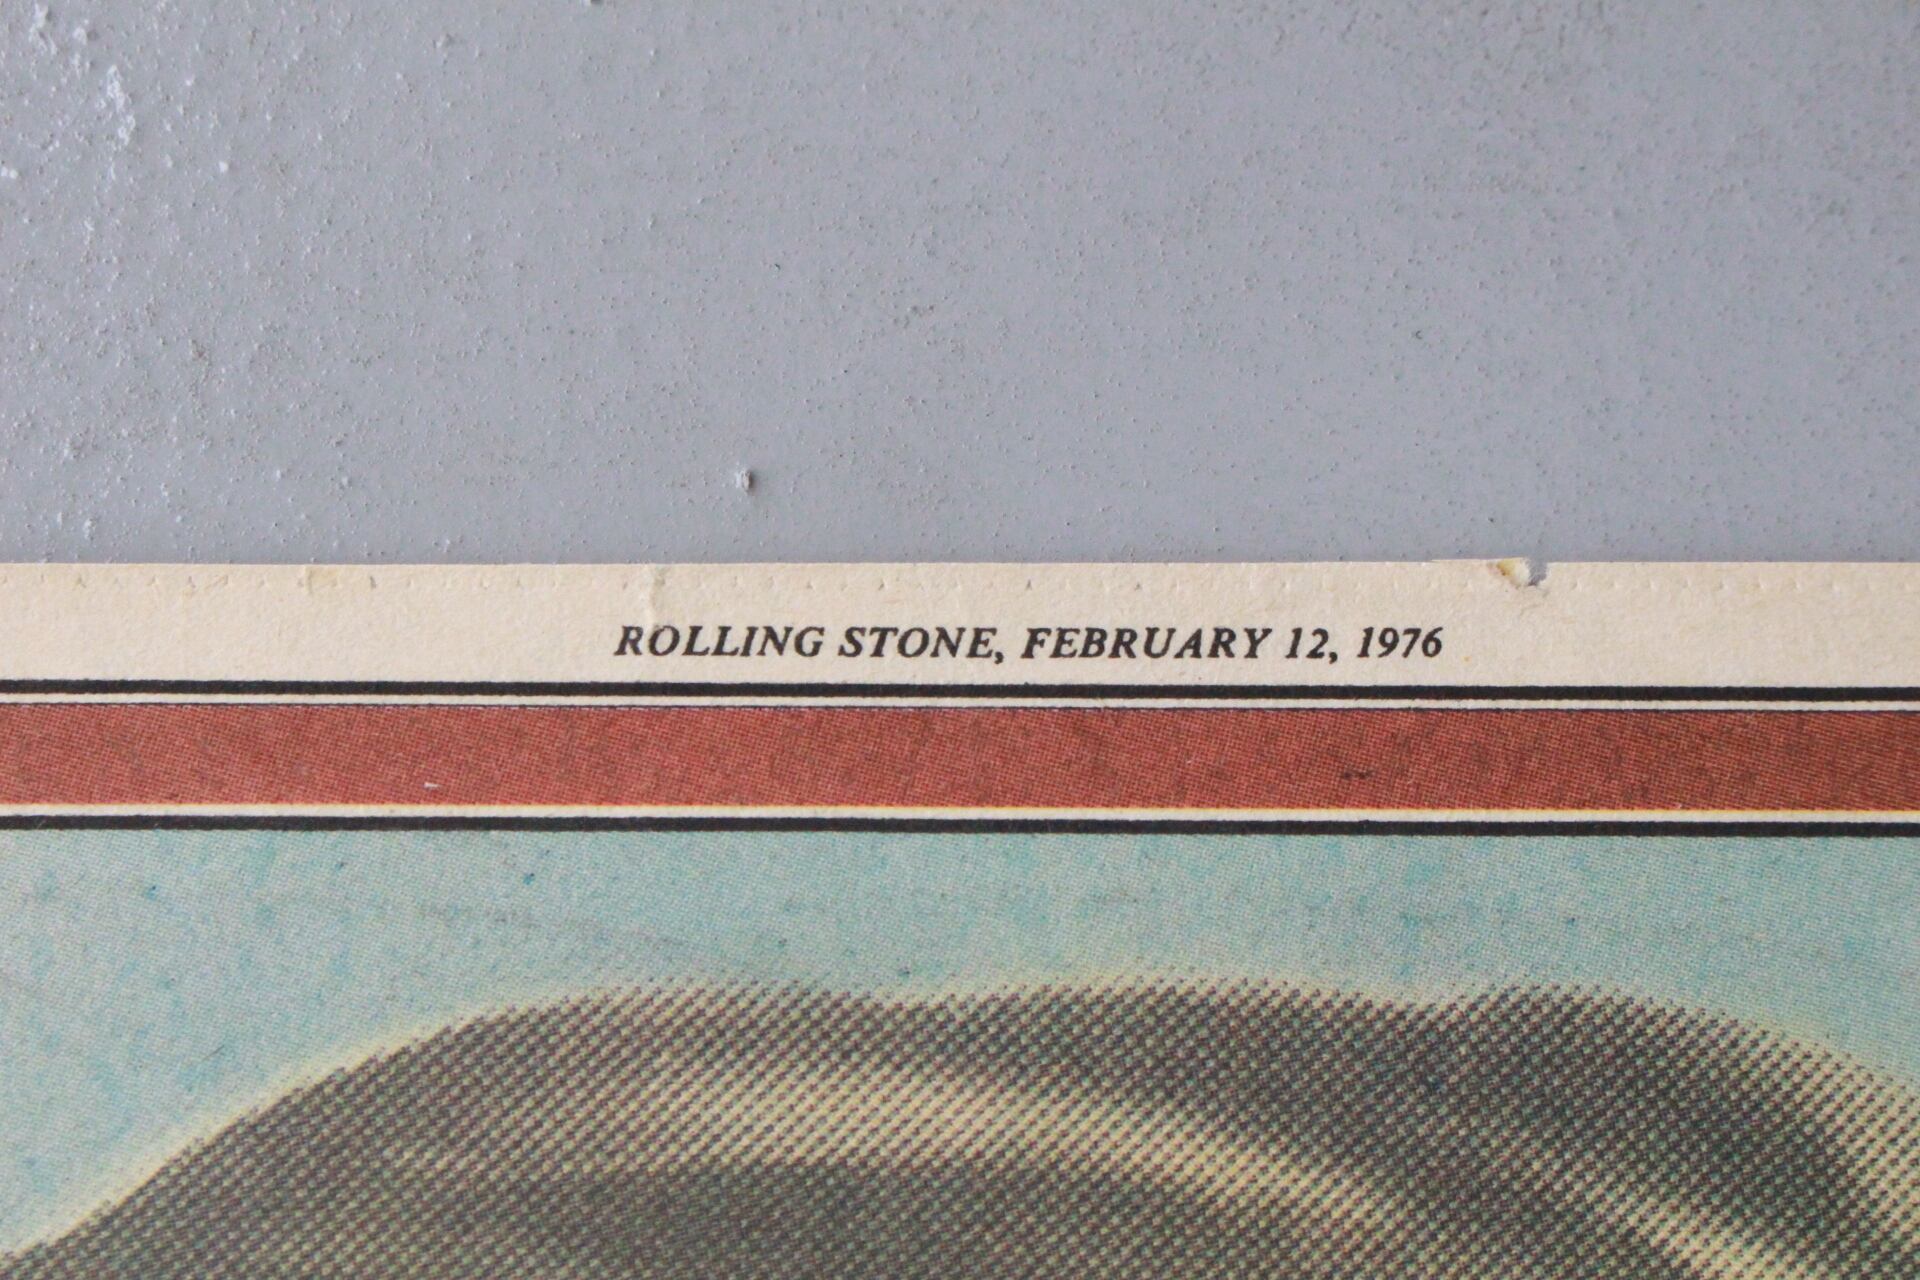 ROLLING STONE, FEBRUARY 12, 1976